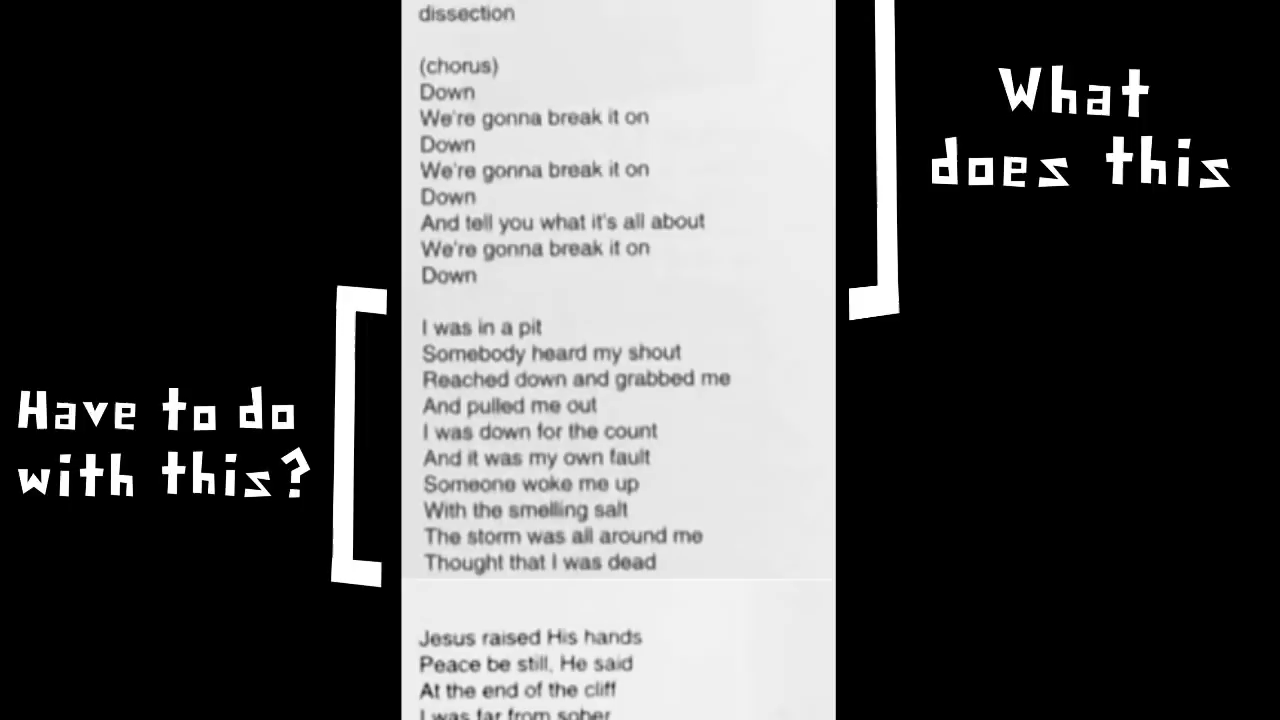 dissection
(chorus)
Down
We're gonna break it on
Down
We're gonna break it on
Down
And tell you what it's all about
We're gonna break it on
Down
I was in a pit
Somebody heard my shout
Reached down and grabbed me
And pulled me out
I was down for the count
And it was my own fault
Someone woke me up
With the smelling salt
The storm was all around me
Thought that I was dead
Jesus raised His hands
Peace be still, He said
At the end of the cliff
I was far from sober
What
does this
Have to do
with this?